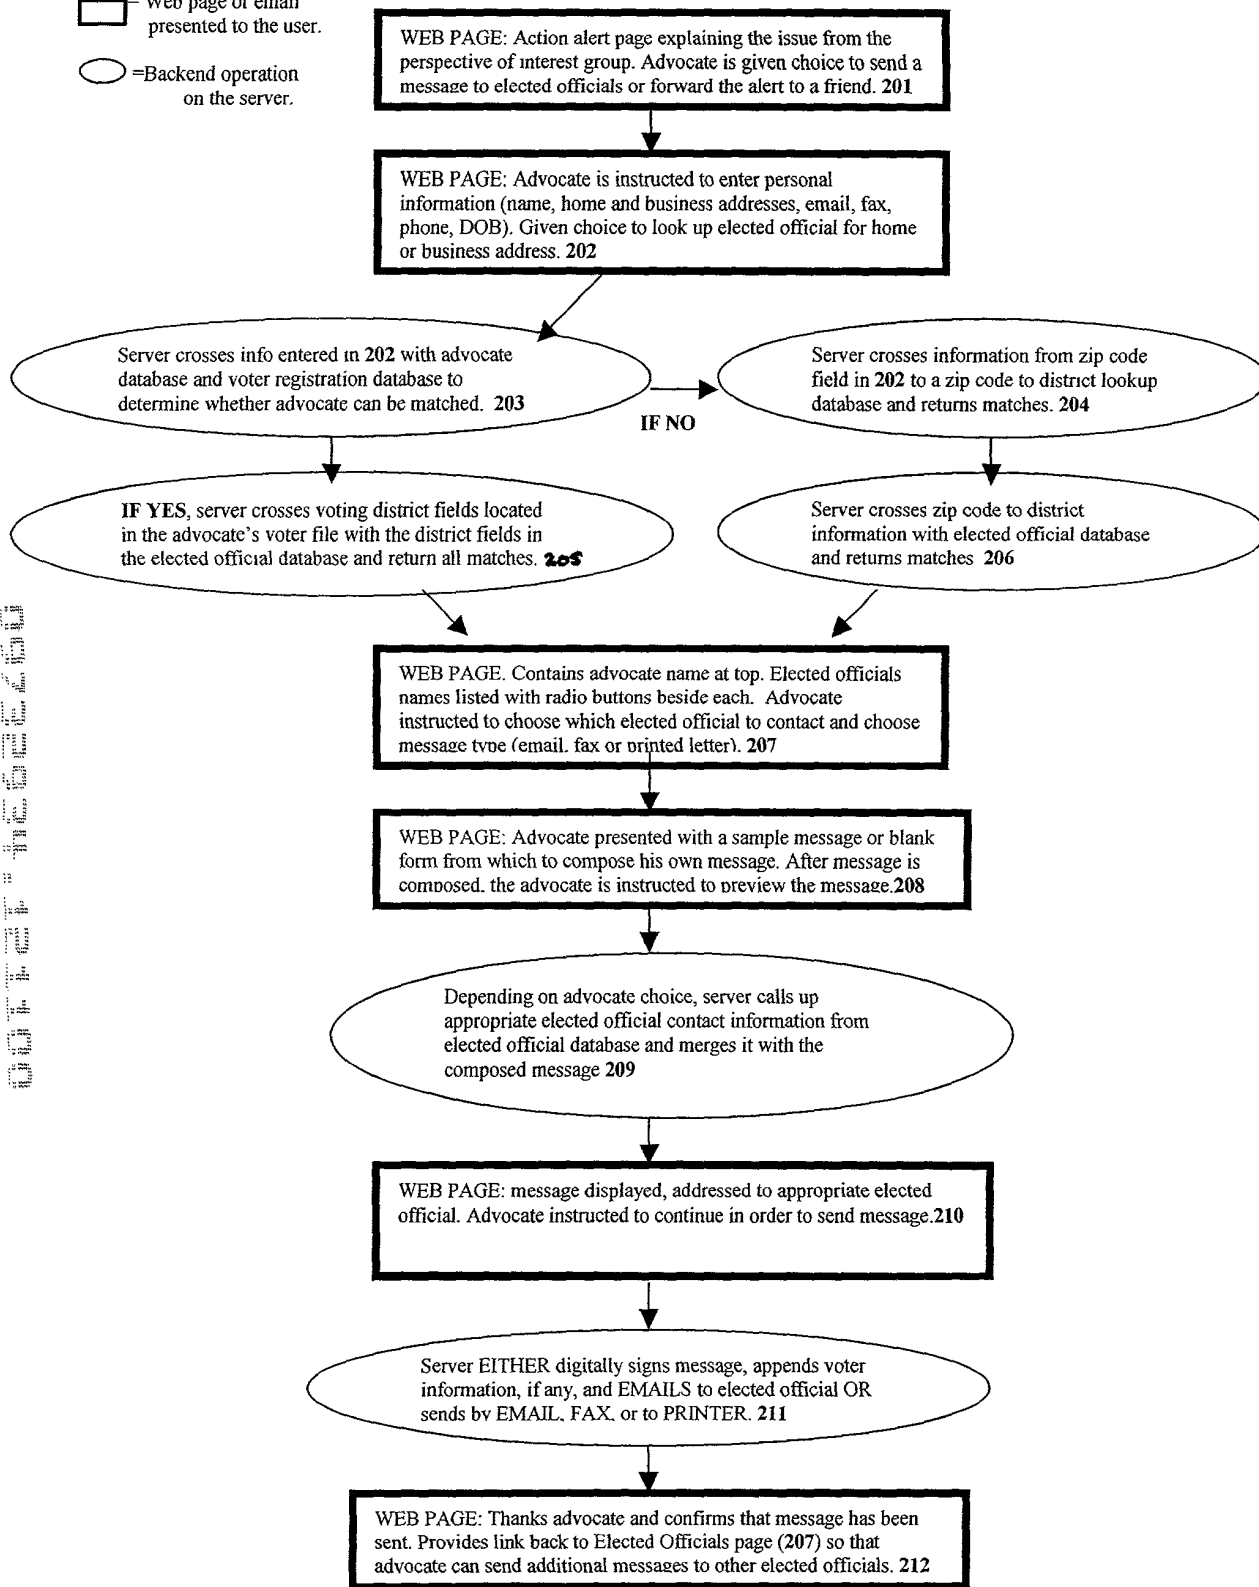 = Web page or email
presented to the user.
=Backend operation
on the server.
WEB PAGE: Action alert page explaining the issue from the
perspective of interest group. Advocate is given choice to send a
message to elected officials or forward the alert to a friend. 201
WEB PAGE: Advocate is instructed to enter personal
information (name, home and business addresses, email, fax,
phone, DOB). Given choice to look up elected official for home
or business address. 202
Server crosses info entered in 202 with advocate
database and voter registration database to
determine whether advocate can be matched. 203
IF NO
Server crosses information from zip code
field in 202 to a zip code to district lookup
database and returns matches. 204
IF YES, server crosses voting district fields located
in the advocate's voter file with the district fields in
the elected official database and return all matches. 205
Server crosses zip code to district
information with elected official database
and returns matches 206
WEB PAGE. Contains advocate name at top. Elected officials
names listed with radio buttons beside each. Advocate
instructed to choose which elected official to contact and choose
message type (email, fax or printed letter). 207
WEB PAGE: Advocate presented with a sample message or blank
form from which to compose his own message. After message is
composed, the advocate is instructed to preview the message.208
Depending on advocate choice, server calls up
appropriate elected official contact information from
elected official database and merges it with the
composed message 209
WEB PAGE: message displayed, addressed to appropriate elected
official. Advocate instructed to continue in order to send message.210
Server EITHER digitally signs message, appends voter
information, if any, and EMAILS to elected official OR
sends by EMAIL, FAX, or to PRINTER. 211
WEB PAGE: Thanks advocate and confirms that message has been
sent. Provides link back to Elected Officials page (207) so that
advocate can send additional messages to other elected officials. 212